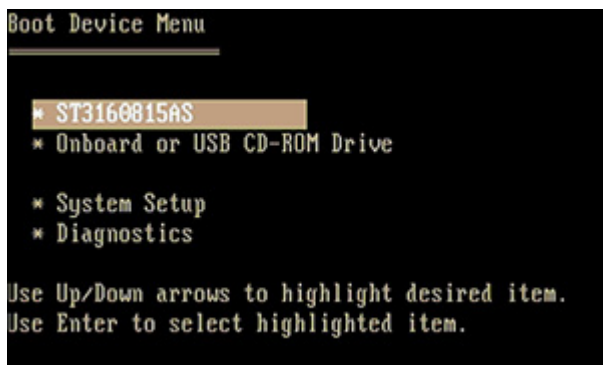 Boot Device Menu
* ST3160815AS
* Onboard or USB CD-ROM Drive
* System Setup
* Diagnostics
Use Up/Down arrows to highlight desired item.
Use Enter to select highlighted item.